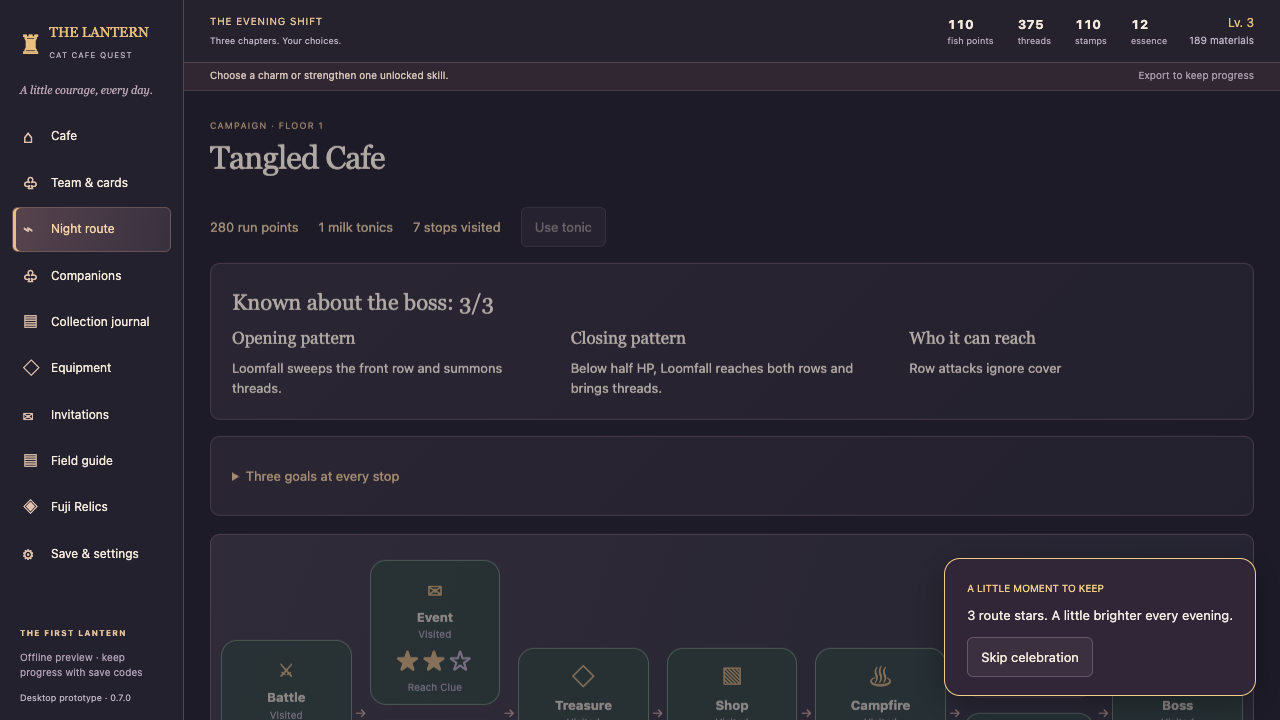 THE LANTERN
CAT CAFE QUEST
A little courage, every day.
Cafe
Team & cards
Night route
Companions
Collection journal
Equipment
Invitations
Field guide
Fuji Relics
Save & settings
THE FIRST LANTERN
Offline preview · keep
progress with save codes
Desktop prototype · 0.7.0
THE EVENING SHIFT
Three chapters. Your choices.
110
fish points
375
threads
110
stamps
12
essence
Lv. 3
189 materials
Choose a charm or strengthen one unlocked skill.
Export to keep progress
CAMPAIGN · FLOOR 1
Tangled Cafe
280 run points
1 milk tonics
7 stops visited
Use tonic
Known about the boss: 3/3
Opening pattern
Loomfall sweeps the front row and summons
threads.
Closing pattern
Below half HP, Loomfall reaches both rows and
brings threads.
Who it can reach
Row attacks ignore cover
Three goals at every stop
Battle
Visited
Event
Visited
Reach Clue
Treasure
Shop
Campfire
Boss
A LITTLE MOMENT TO KEEP
3 route stars. A little brighter every evening.
Skip celebration